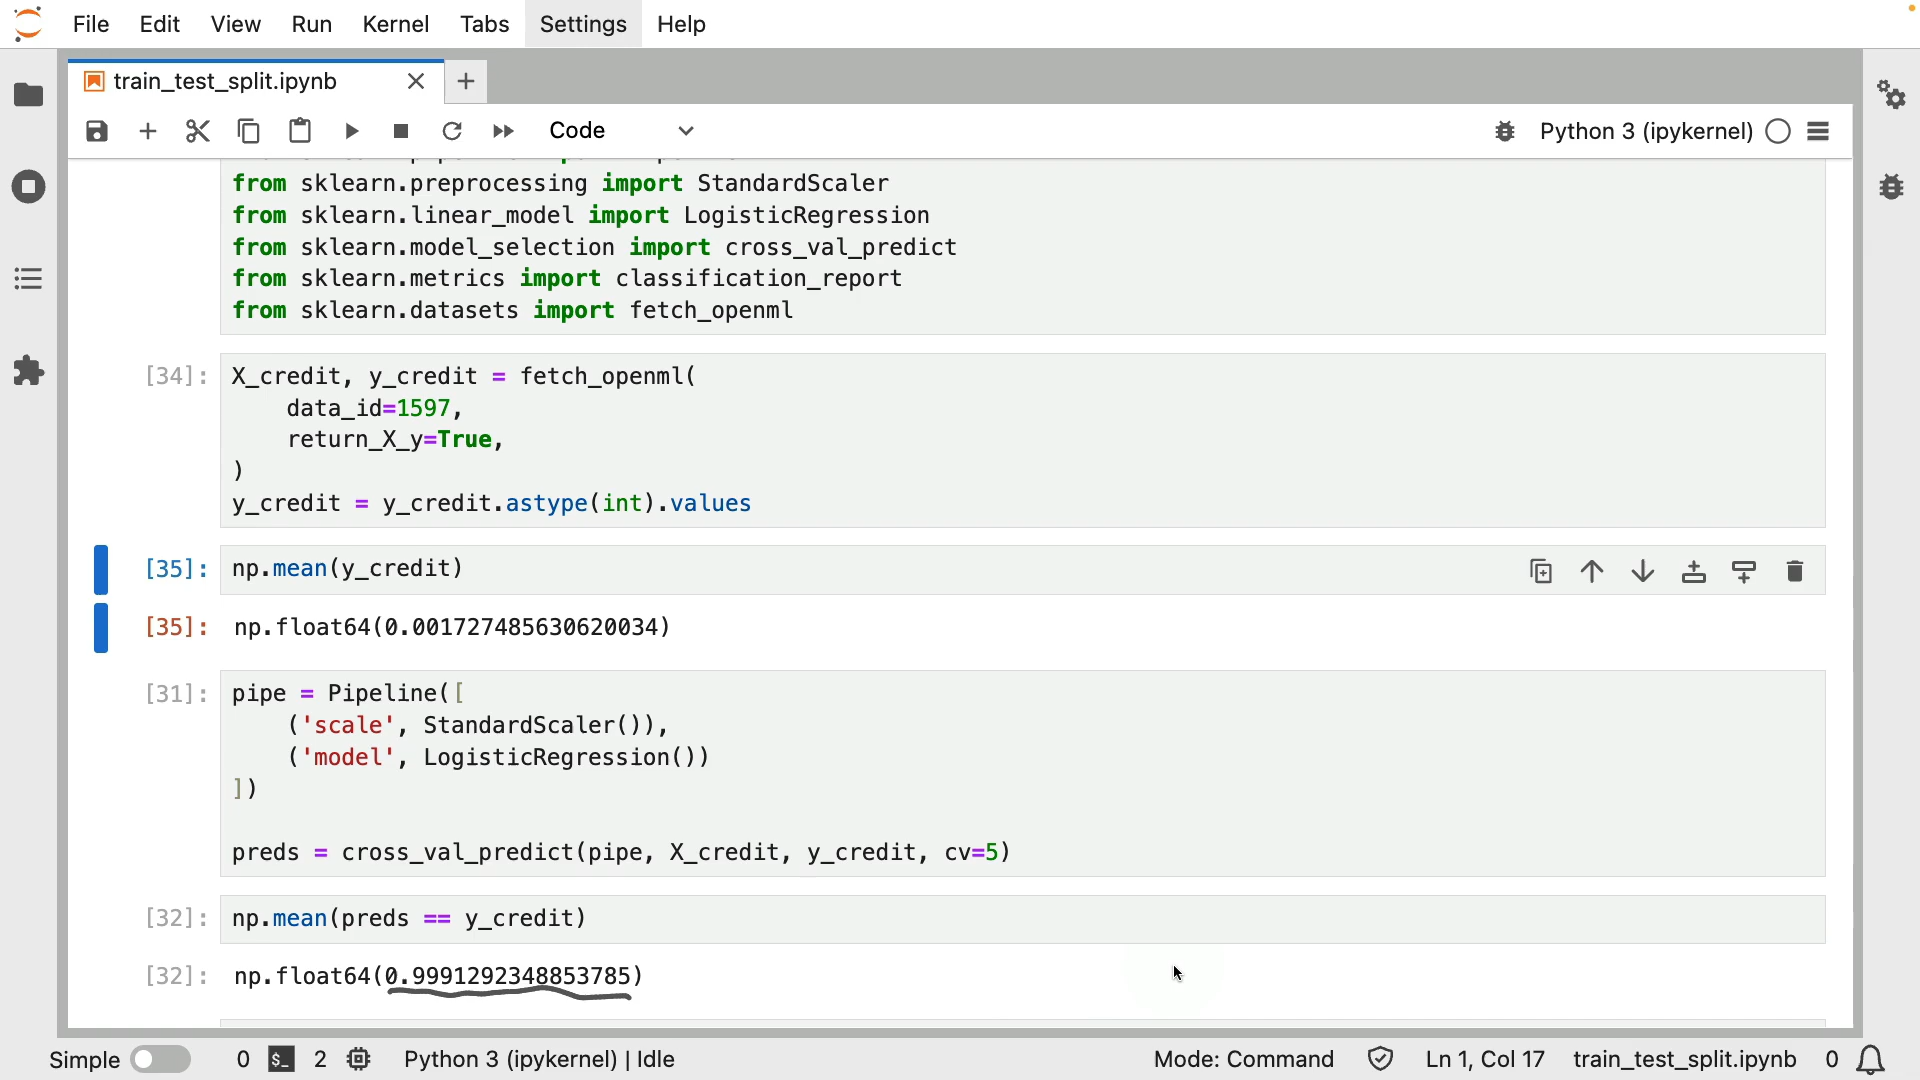 File Edit View Run Kernel Tabs Settings Help
train_test_split.ipynb
Code
Python 3 (ipykernel)
from sklearn.preprocessing import StandardScaler
from sklearn.linear_model import LogisticRegression
from sklearn.model_selection import cross_val_predict
from sklearn.metrics import classification_report
from sklearn.datasets import fetch_openml
[34]: X_credit, y_credit = fetch_openml(
data_id=1597,
return_X_y=True,
)
y_credit = y_credit.astype(int).values
[35]: np.mean(y_credit)
[35]: np.float64(0.001727485630620034)
[31]: pipe = Pipeline([
('scale', StandardScaler()),
('model', LogisticRegression())
])
preds = cross_val_predict(pipe, X_credit, y_credit, cv=5)
[32]: np.mean(preds == y_credit)
[32]: np.float64(0.9991292348853785)
Simple 0 $_ 2 Python 3 (ipykernel) | Idle Mode: Command Ln 1, Col 17 train_test_split.ipynb 0